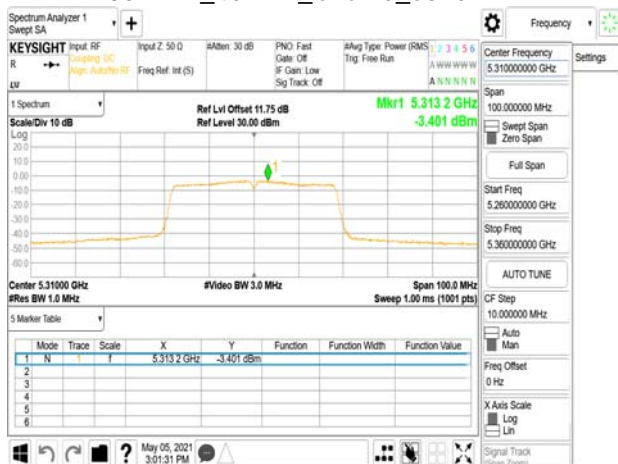 Spectrum Analyzer 1
Swept SA
+
Frequency
KEYSIGHT Input: RF Input Z: 50 Ω #Atten: 30 dB PNO: Fast #Avg Type: Power (RMS 1 2 3 4 5 6
R Coupling: DC Gate: Off Trig: Free Run A WWWWW
Align: Auto/No RF Freq Ref: Int (S) IF Gain: Low
LV Sig Track: Off A N N N N N
Center Frequency
5.310000000 GHz
Settings
Span
100.000000 MHz
Swept Span
Zero Span
Full Span
Start Freq
5.260000000 GHz
Stop Freq
5.360000000 GHz
AUTO TUNE
CF Step
10.000000 MHz
Auto
Man
Freq Offset
0 Hz
X Axis Scale
Log
Lin
Signal Track
(Span Zoom)
1 Spectrum
Ref Lvl Offset 11.75 dB
Mkr1 5.313 2 GHz
Scale/Div 10 dB
Ref Level 30.00 dBm
-3.401 dBm
Log
20.0
10.0
0.00
-10.0
-20.0
-30.0
-40.0
-50.0
-60.0
1
Center 5.31000 GHz
#Video BW 3.0 MHz
Span 100.0 MHz
#Res BW 1.0 MHz
Sweep 1.00 ms (1001 pts)
5 Marker Table
Mode Trace Scale X Y Function Function Width Function Value
1 N 1 f 5.313 2 GHz -3.401 dBm
2
3
4
5
6
?
May 05, 2021
3:01:31 PM